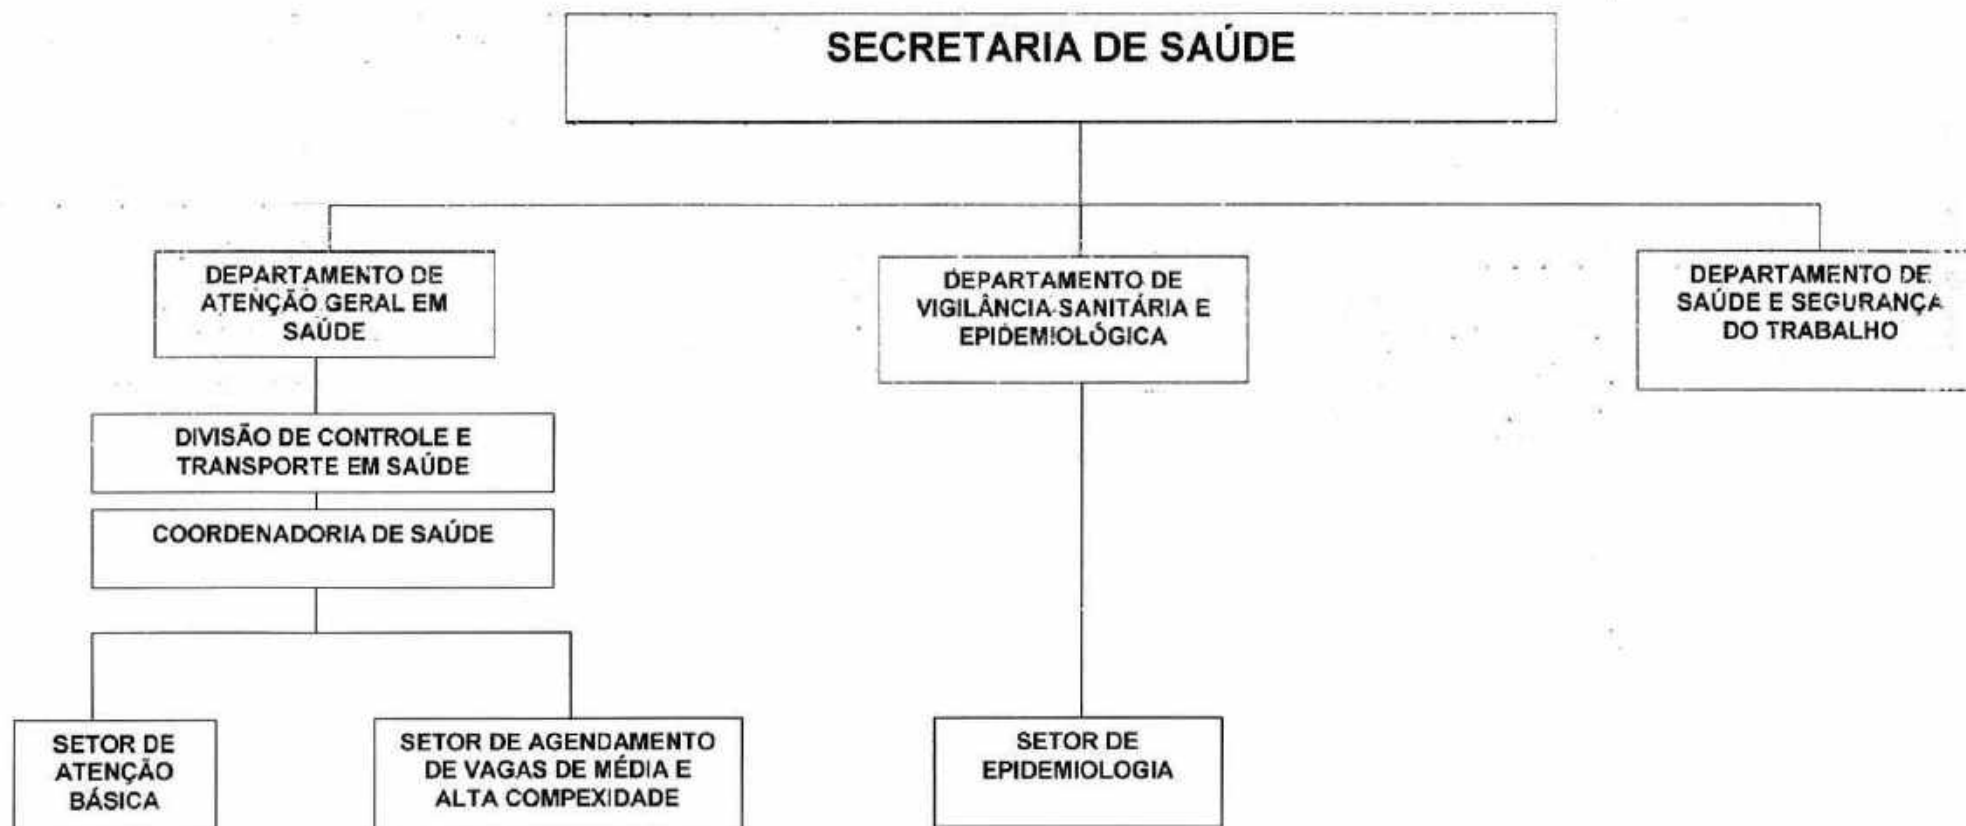 SECRETARIA DE SAÚDE
DEPARTAMENTO DE
ATENÇÃO GERAL EM
SAÚDE
DEPARTAMENTO DE
VIGILÂNCIA SANITÁRIA E
EPIDEMIOLÓGICA
DEPARTAMENTO DE
SAÚDE E SEGURANÇA
DO TRABALHO
DIVISÃO DE CONTROLE E
TRANSPORTE EM SAÚDE
COORDENADORIA DE SAÚDE
SETOR DE
ATENÇÃO
BÁSICA
SETOR DE AGENDAMENTO
DE VAGAS DE MÉDIA E
ALTA COMPEXIDADE
SETOR DE
EPIDEMIOLOGIA